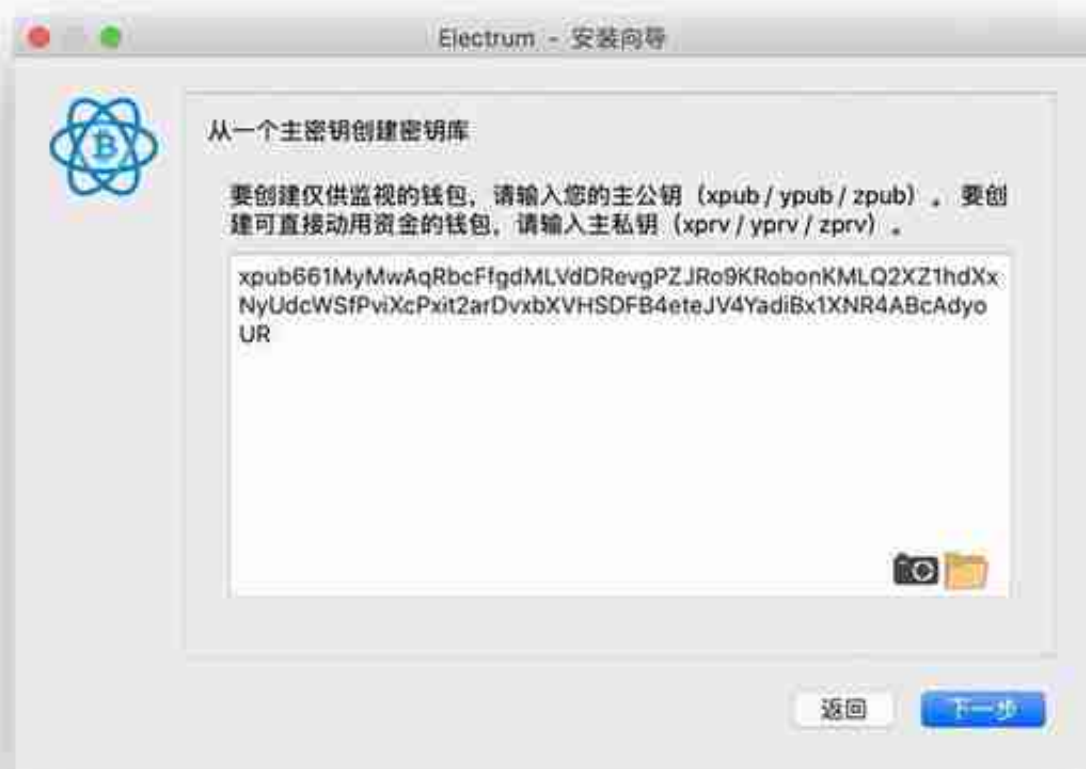 Electrum - 安装向导
从一个主密钥创建密钥库
要创建仅供监视的钱包，请输入您的主公钥（xpub / ypub / zpub）。 要创
建可直接动用资金的钱包，请输入主私钥（xprv / yprv / zprv）。
xpub661MyMwAqRbcFfgdMLVdDRevgPZJRo9KRobonKMLQ2XZ1hdXx
NyUdcWSfPviXcPxit2arDvxbXVHSDFB4eteJV4YadiBx1XNR4ABcAdyo
UR
返回
下一步